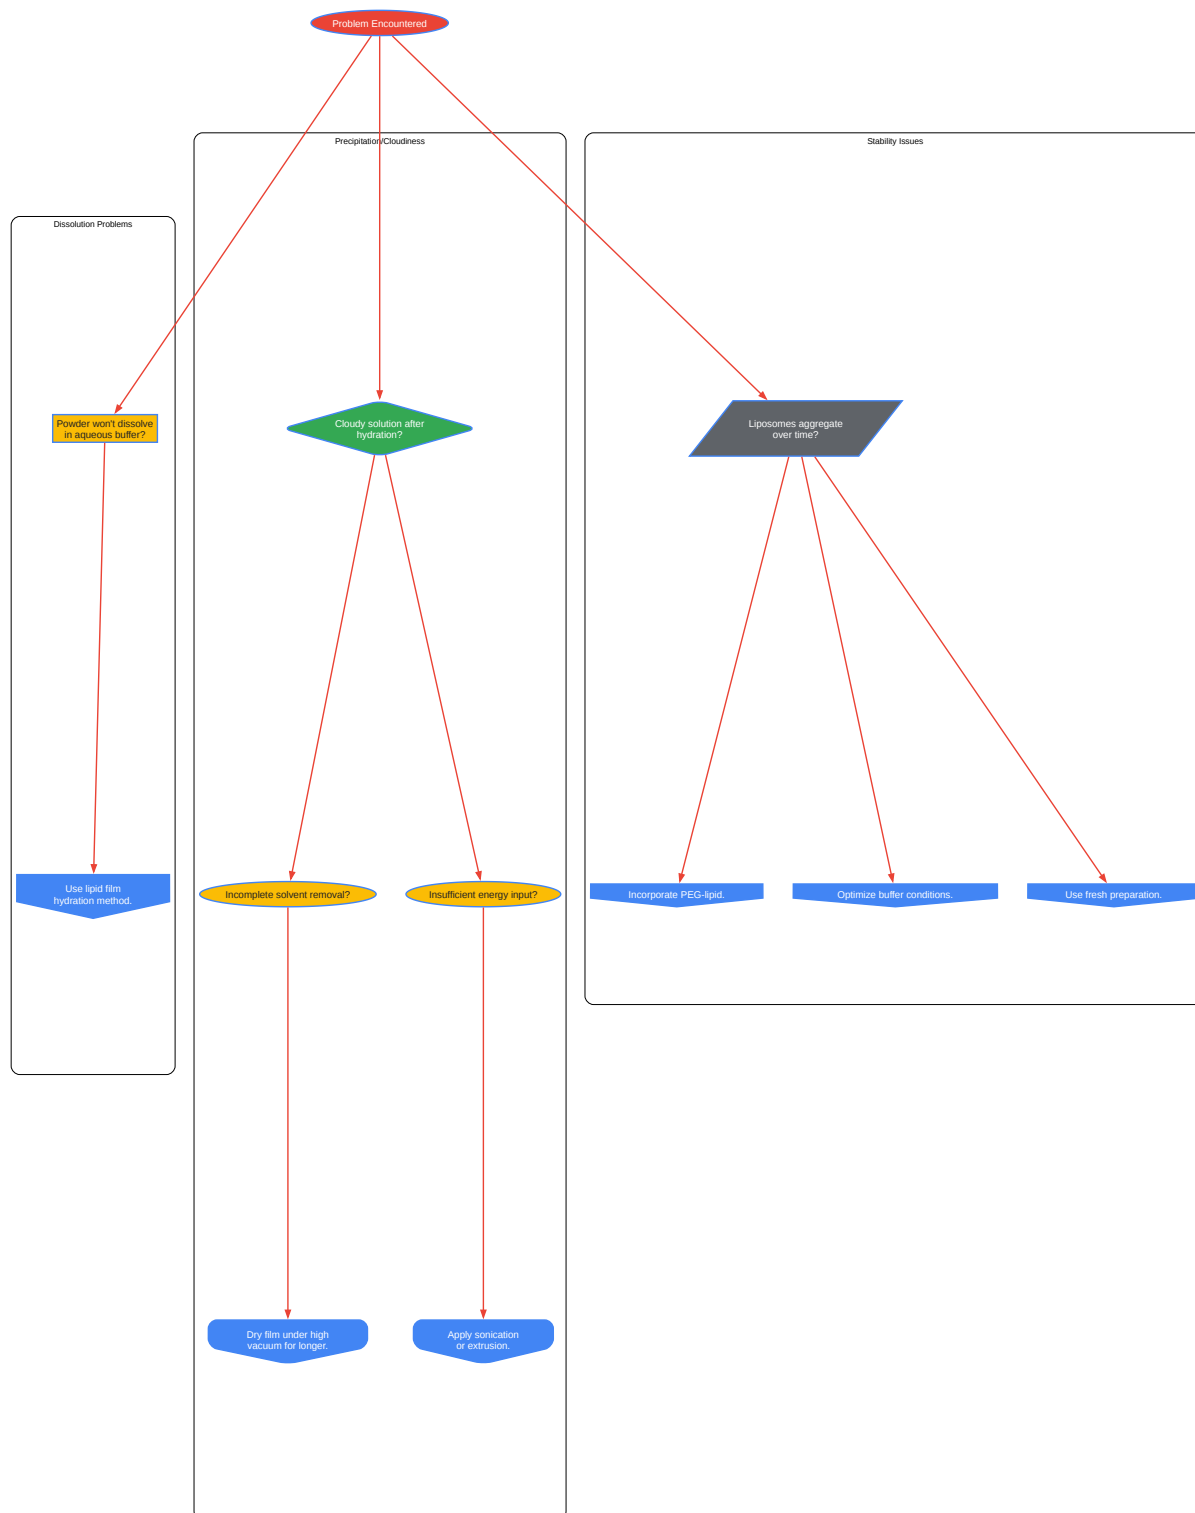 Problem Encountered
Precipitation/Cloudiness
Stability Issues
Dissolution Problems
Powder won't dissolve
in aqueous buffer?
Cloudy solution after
hydration?
Liposomes aggregate
over time?
Use lipid film
hydration method.
Incomplete solvent removal?
Insufficient energy input?
Incorporate PEG-lipid.
Optimize buffer conditions.
Use fresh preparation.
Dry film under high
vacuum for longer.
Apply sonication
or extrusion.